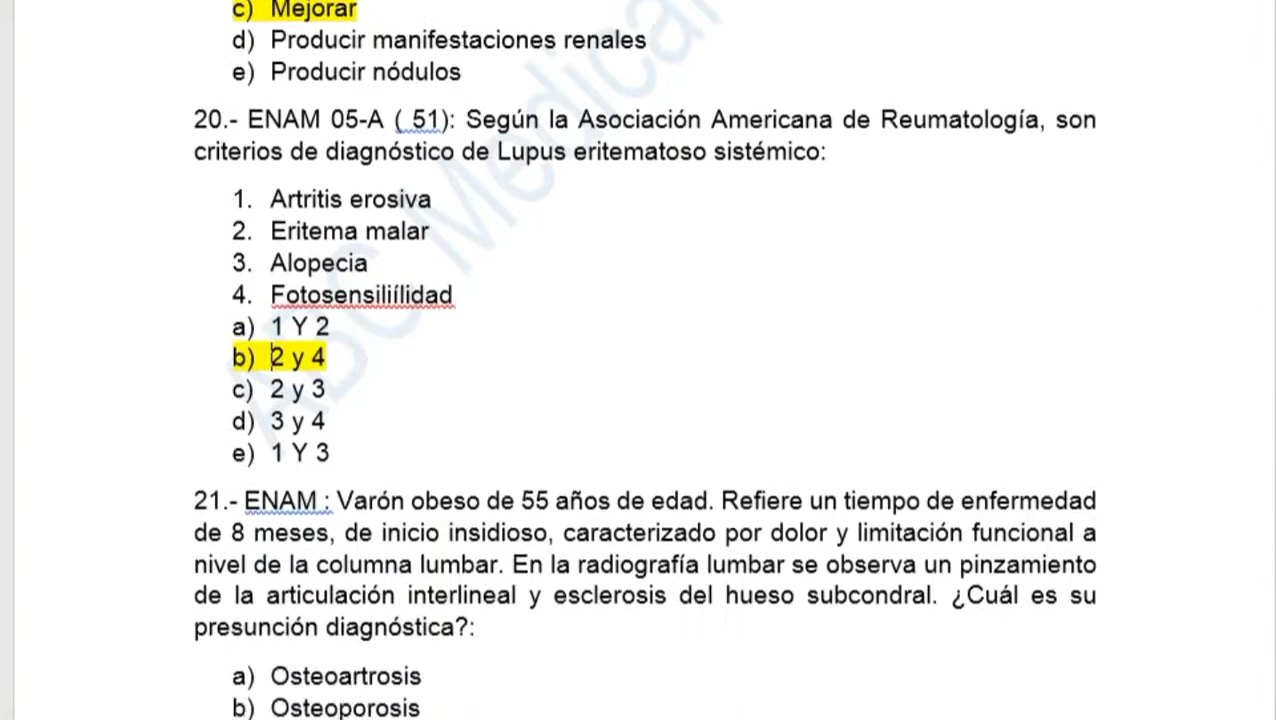 c) Mejorar
d) Producir manifestaciones renales
e) Producir nódulos
20.- ENAM 05-A ( 51): Según la Asociación Americana de Reumatología, son
criterios de diagnóstico de Lupus eritematoso sistémico:
1. Artritis erosiva
2. Eritema malar
3. Alopecia
4. Fotosensiliílidad
a) 1 Y 2
b) 2 y 4
c) 2 y 3
d) 3 y 4
e) 1 Y 3
21.- ENAM : Varón obeso de 55 años de edad. Refiere un tiempo de enfermedad
de 8 meses, de inicio insidioso, caracterizado por dolor y limitación funcional a
nivel de la columna lumbar. En la radiografía lumbar se observa un pinzamiento
de la articulación interlineal y esclerosis del hueso subcondral. ¿Cuál es su
presunción diagnóstica?:
a) Osteoartrosis
b) Osteoporosis
ABC Medical